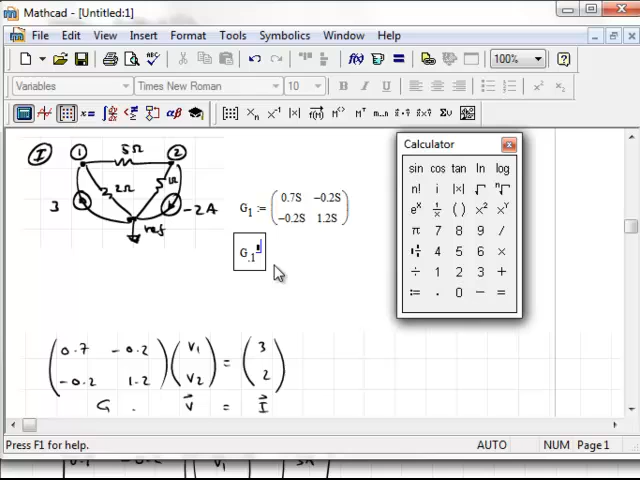 Mathcad - [Untitled:1]
File Edit View Insert Format Tools Symbolics Window Help
100%
Variables Times New Roman 10 B I U
Calculator
sin cos tan ln log
n! i |×| √ ⁿ√
eˣ 1/x ( ) x² xʸ
π 7 8 9 /
4 5 6 ×
÷ 1 2 3 +
:= . 0 − =
I
1 5Ω 2
2Ω 1Ω
3 -2A
ref
G₁ := ( 0.7S −0.2S
−0.2S 1.2S )
G.1
( 0.7 -0.2 ) ( V₁ ) = ( 3 )
( -0.2 1.2 ) ( V₂ ) ( 2 )
G . V⃗ = I⃗
Press F1 for help. AUTO NUM Page 1